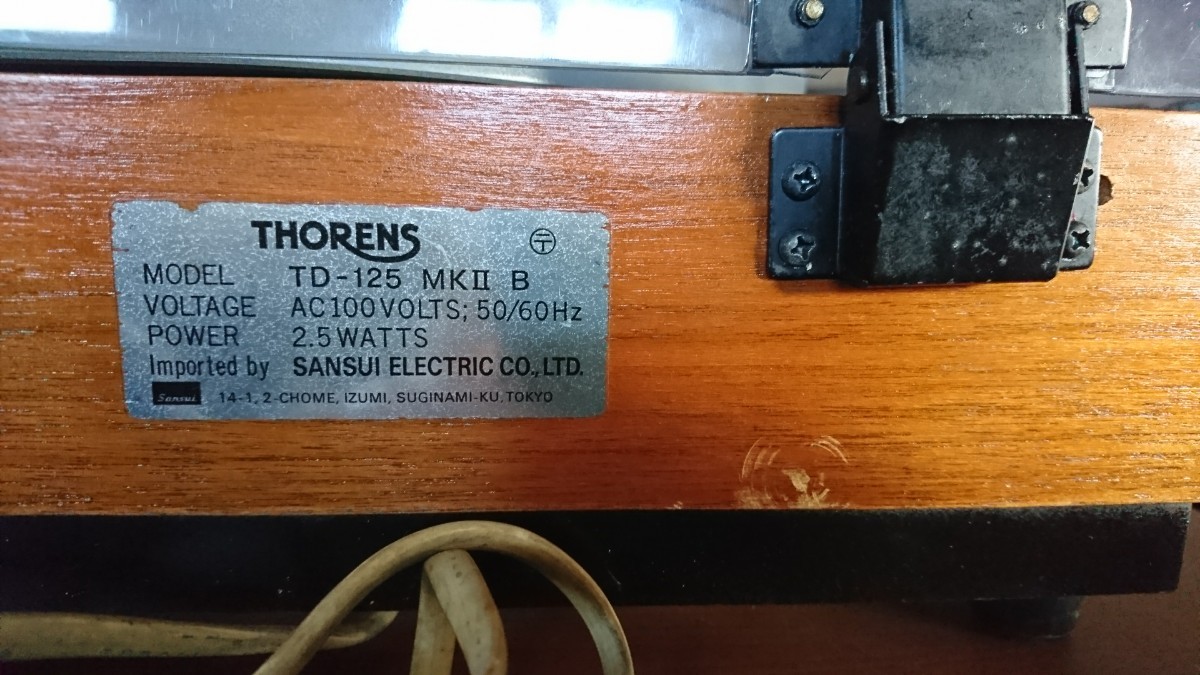 THORENS 〶
MODEL TD-125 MKⅡ B
VOLTAGE AC100VOLTS; 50/60Hz
POWER 2.5WATTS
Imported by SANSUI ELECTRIC CO., LTD.
Sansui 14-1, 2-CHOME, IZUMI, SUGINAMI-KU, TOKYO